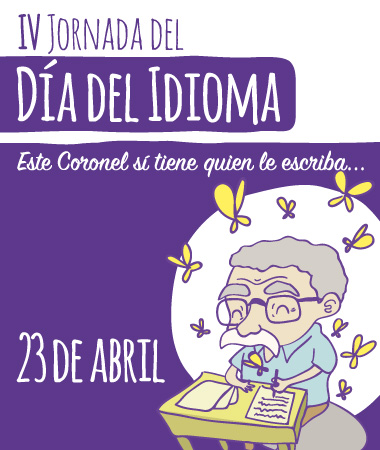 IV JORNADA DEL
DÍA DEL IDIOMA
Este Coronel sí tiene quien le escriba...
23 DE ABRIL